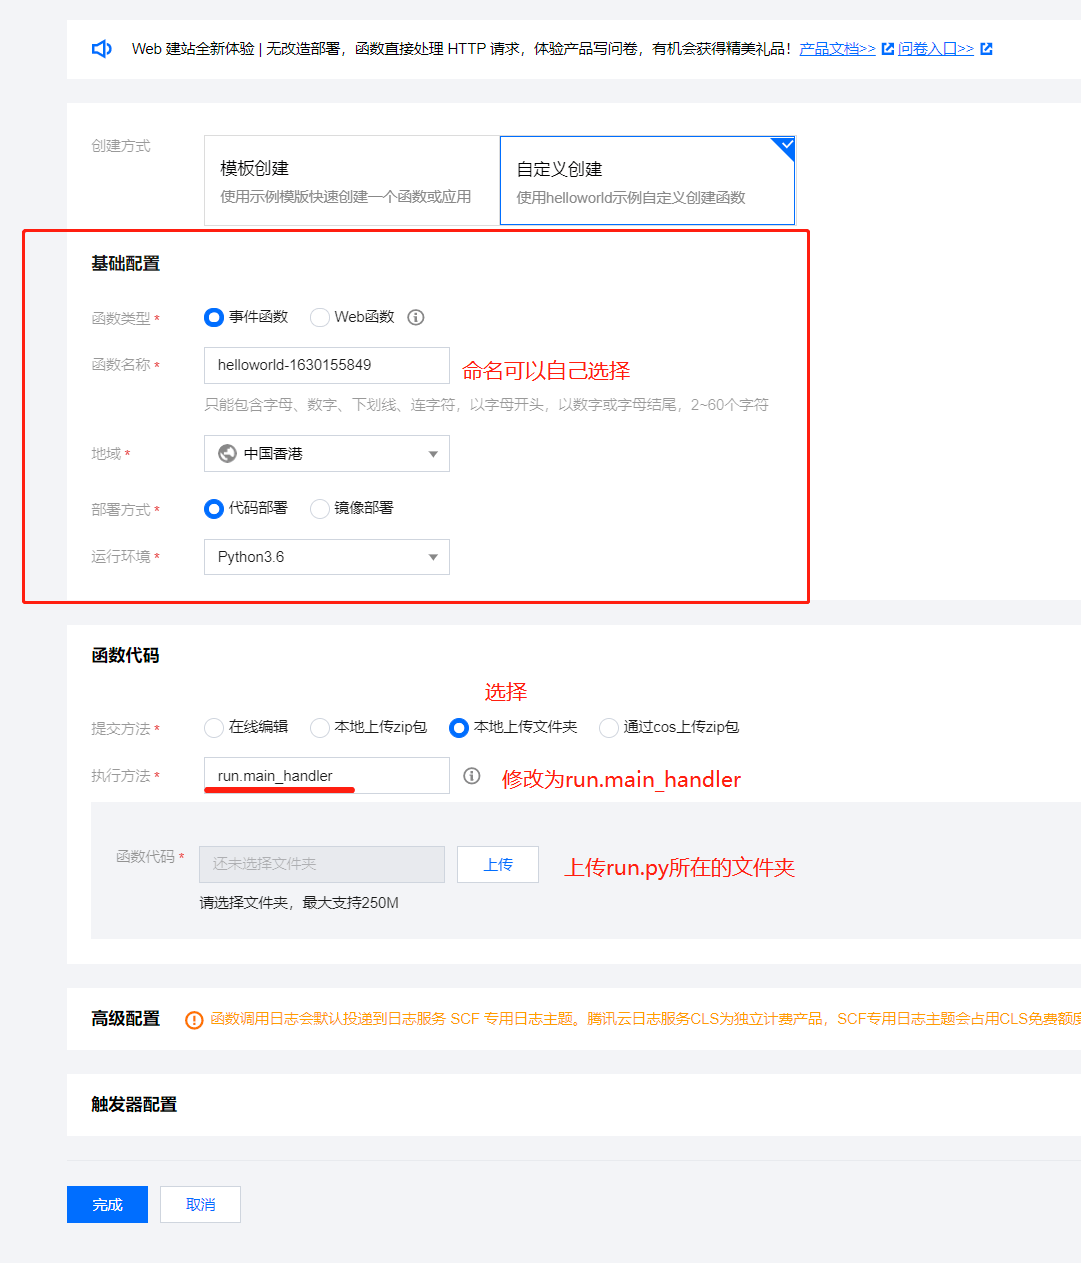 Web 建站全新体验 | 无改造部署，函数直接处理 HTTP 请求，体验产品写问卷，有机会获得精美礼品！产品文档>> 问卷入口>>
创建方式
模板创建
使用示例模版快速创建一个函数或应用
自定义创建
使用helloworld示例自定义创建函数
基础配置
函数类型* 事件函数 Web函数
函数名称* helloworld-1630155849 命名可以自己选择
只能包含字母、数字、下划线、连字符，以字母开头，以数字或字母结尾，2~60个字符
地域* 中国香港
部署方式* 代码部署 镜像部署
运行环境* Python3.6
函数代码
选择
提交方法* 在线编辑 本地上传zip包 本地上传文件夹 通过cos上传zip包
执行方法* run.main_handler 修改为run.main_handler
函数代码* 还未选择文件夹 上传 上传run.py所在的文件夹
请选择文件夹，最大支持250M
高级配置 函数调用日志会默认投递到日志服务 SCF 专用日志主题。腾讯云日志服务CLS为独立计费产品，SCF专用日志主题会占用CLS免费额度
触发器配置
完成 取消